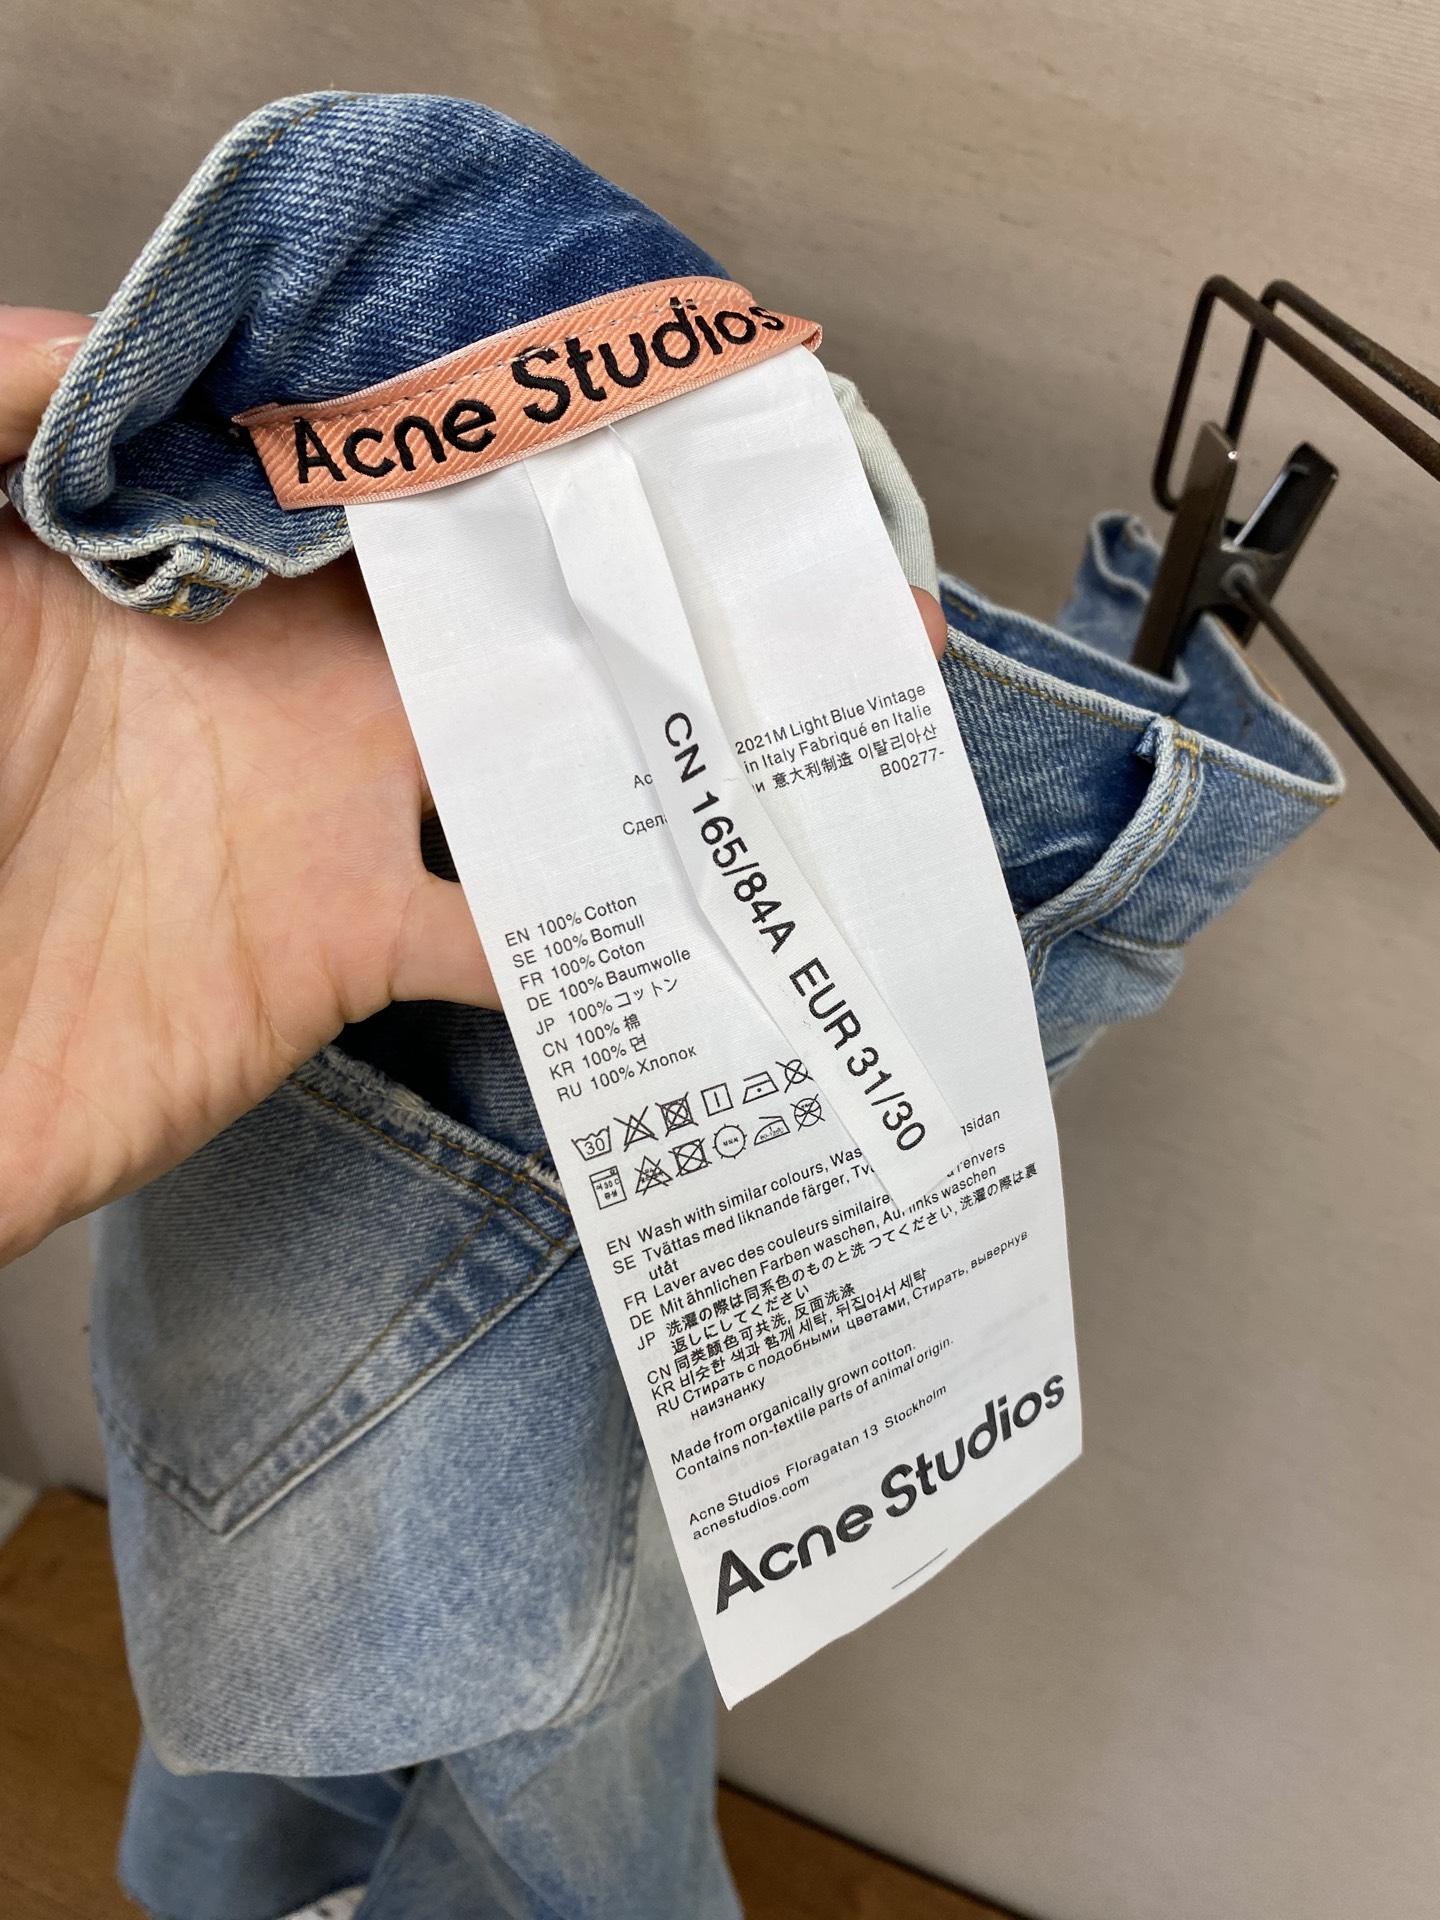 Acne Studios
2021M Light Blue Vintage
in Italy Fabriqué en Italie
意大利制造 이탈리아산
B00277-
CN 165/84A EUR 31/30
EN 100% Cotton
SE 100% Bomull
FR 100% Coton
DE 100% Baumwolle
JP 100% コットン
CN 100% 棉
KR 100% 면
RU 100% Хлопок
30
EN Wash with similar colours,
SE Tvättas med liknande färger,
utåt
FR Laver avec des couleurs similaire l'envers
DE Mit ähnlichen Farben waschen, waschen
JP 洗濯の際は同系色のものと洗ってください, 洗濯の際は裏
返しにしてください
CN 同类颜色可共洗, 反面洗涤
KR 비슷한 색과 함께 세탁, 뒤집어서 세탁
RU Стирать с подобными цветами, Стирать, вывернув
наизнанку
Made from organically grown cotton.
Contains non-textile parts of animal origin.
Acne Studios Floragatan 13 Stockholm
acnestudios.com
Acne Studios